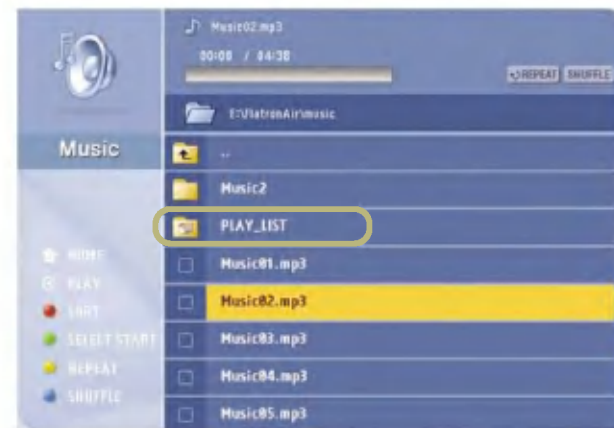 Music02.mp3
00:00 / 04:38
REPEAT SHUFFLE
E:\FlatronAir\music
Music
..
Music2
PLAY_LIST
Music01.mp3
Music02.mp3
Music03.mp3
Music04.mp3
Music05.mp3
HOME
PLAY
SORT
SELECT START
REPEAT
SHUFFLE